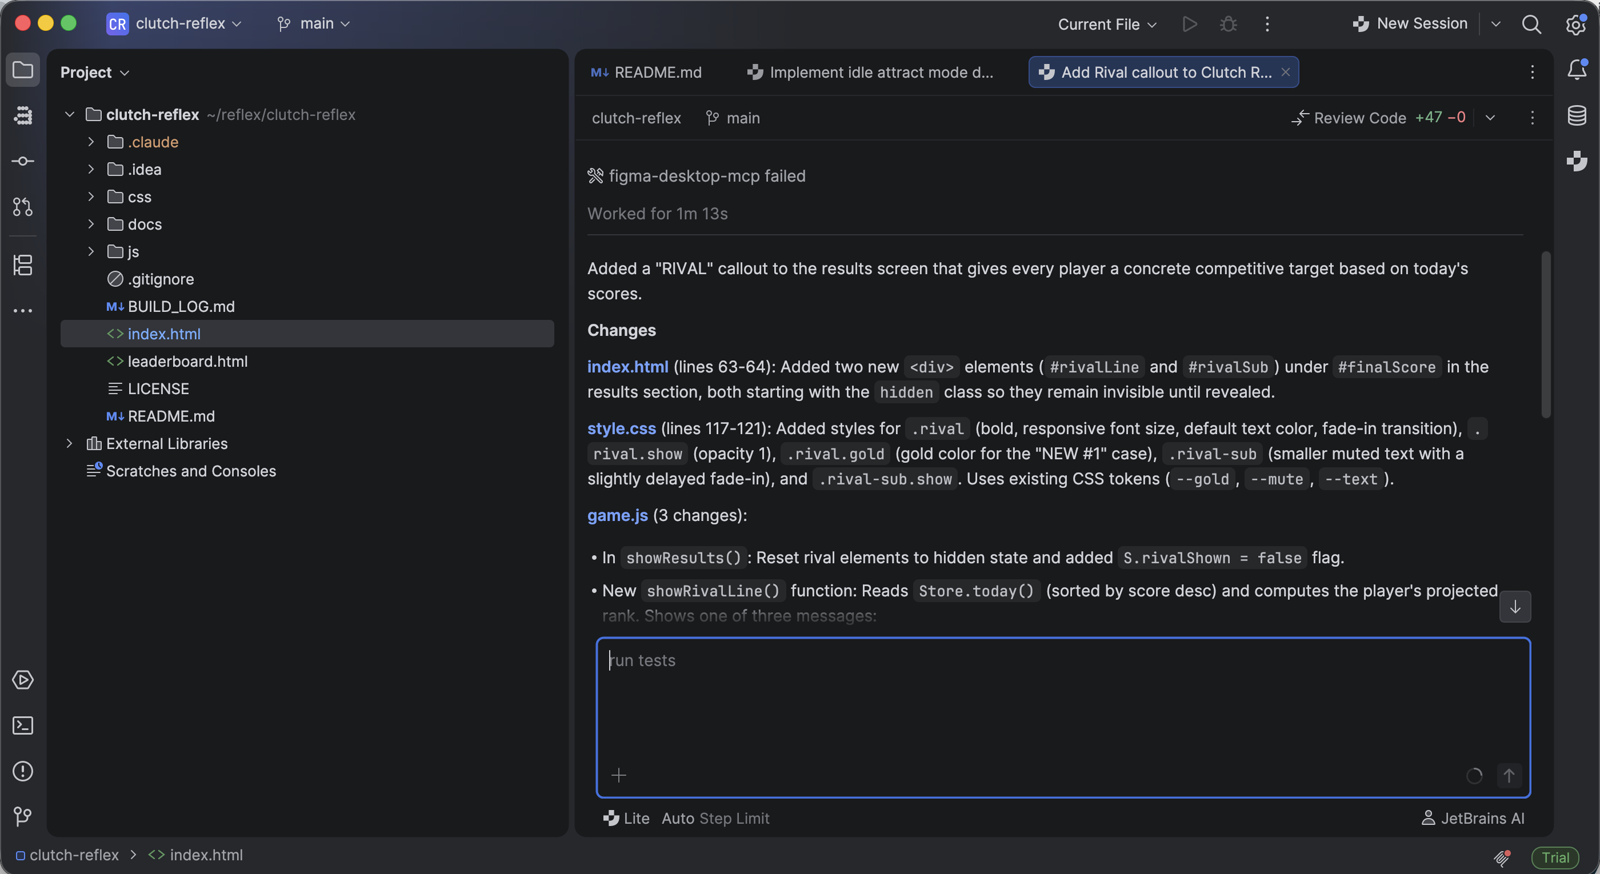 CR clutch-reflex
main
Current File
New Session
Project
clutch-reflex ~/reflex/clutch-reflex
.claude
.idea
css
docs
js
.gitignore
M↓ BUILD_LOG.md
<> index.html
<> leaderboard.html
LICENSE
M↓ README.md
External Libraries
Scratches and Consoles
M↓ README.md
Implement idle attract mode d...
Add Rival callout to Clutch R...
clutch-reflex
main
Review Code +47 −0
figma-desktop-mcp failed
Worked for 1m 13s
Added a "RIVAL" callout to the results screen that gives every player a concrete competitive target based on today's
scores.
Changes
index.html (lines 63-64): Added two new <div> elements ( #rivalLine and #rivalSub ) under #finalScore in the
results section, both starting with the hidden class so they remain invisible until revealed.
style.css (lines 117-121): Added styles for .rival (bold, responsive font size, default text color, fade-in transition), .
rival.show (opacity 1), .rival.gold (gold color for the "NEW #1" case), .rival-sub (smaller muted text with a
slightly delayed fade-in), and .rival-sub.show . Uses existing CSS tokens ( --gold , --mute , --text ).
game.js (3 changes):
• In showResults() : Reset rival elements to hidden state and added S.rivalShown = false flag.
• New showRivalLine() function: Reads Store.today() (sorted by score desc) and computes the player's projected
rank. Shows one of three messages:
run tests
Lite Auto Step Limit
JetBrains AI
clutch-reflex > <> index.html
Trial